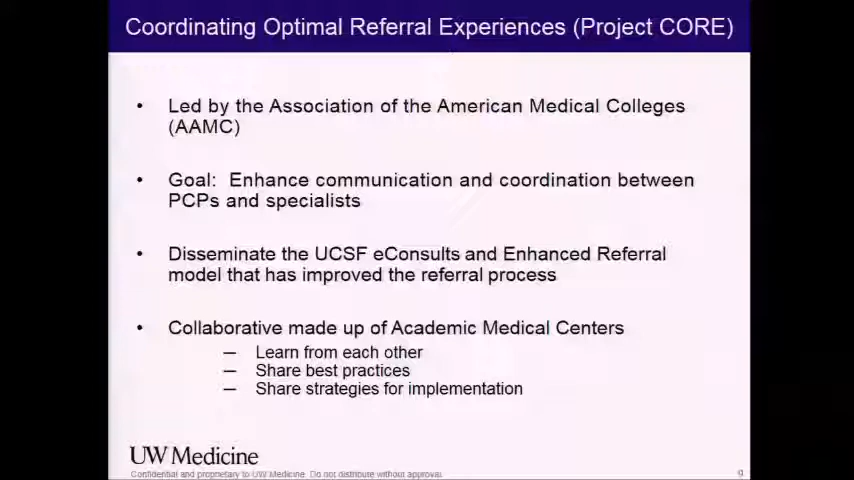 Coordinating Optimal Referral Experiences (Project CORE)
• Led by the Association of the American Medical Colleges
(AAMC)
• Goal: Enhance communication and coordination between
PCPs and specialists
• Disseminate the UCSF eConsults and Enhanced Referral
model that has improved the referral process
• Collaborative made up of Academic Medical Centers
— Learn from each other
— Share best practices
— Share strategies for implementation
UW Medicine
Confidential and proprietary to UW Medicine. Do not distribute without approval.
9